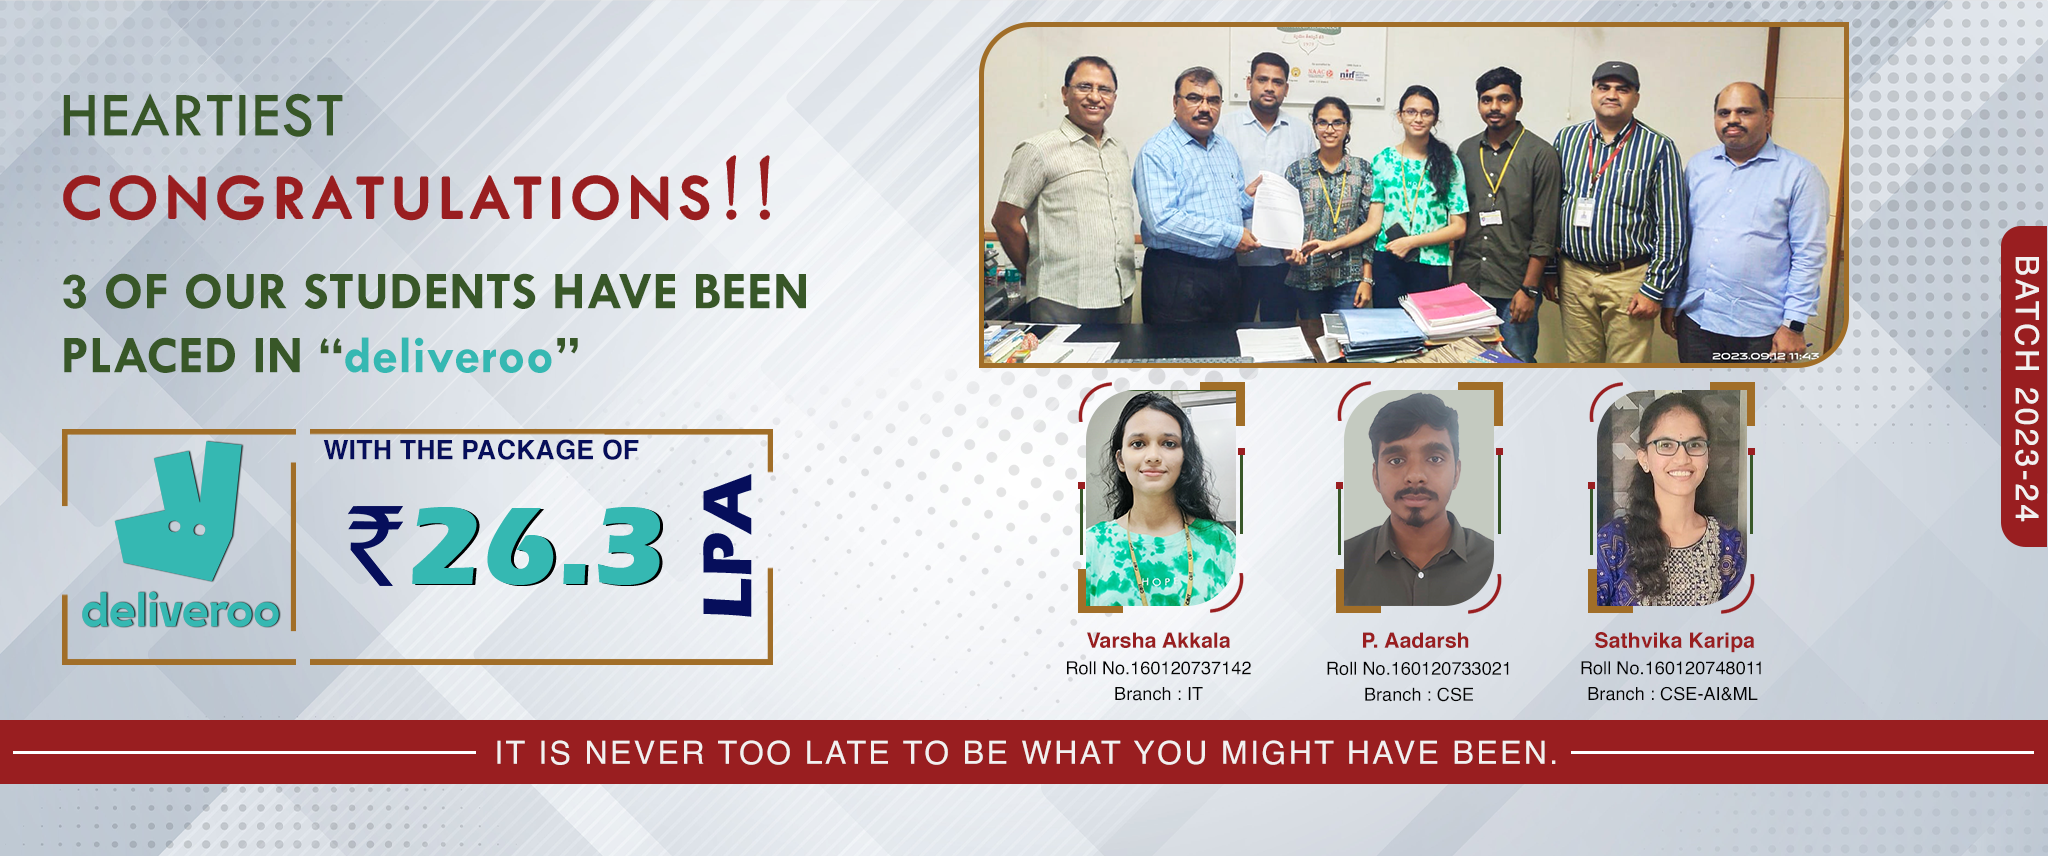 HEARTIEST
CONGRATULATIONS!!
3 OF OUR STUDENTS HAVE BEEN
PLACED IN “deliveroo”
deliveroo
WITH THE PACKAGE OF
₹26.3
LPA
nirf
2023.09.12 11:43
HOPE
Varsha Akkala
Roll No.160120737142
Branch : IT
P. Aadarsh
Roll No.160120733021
Branch : CSE
Sathvika Karipa
Roll No.160120748011
Branch : CSE-AI&ML
BATCH 2023-24
IT IS NEVER TOO LATE TO BE WHAT YOU MIGHT HAVE BEEN.